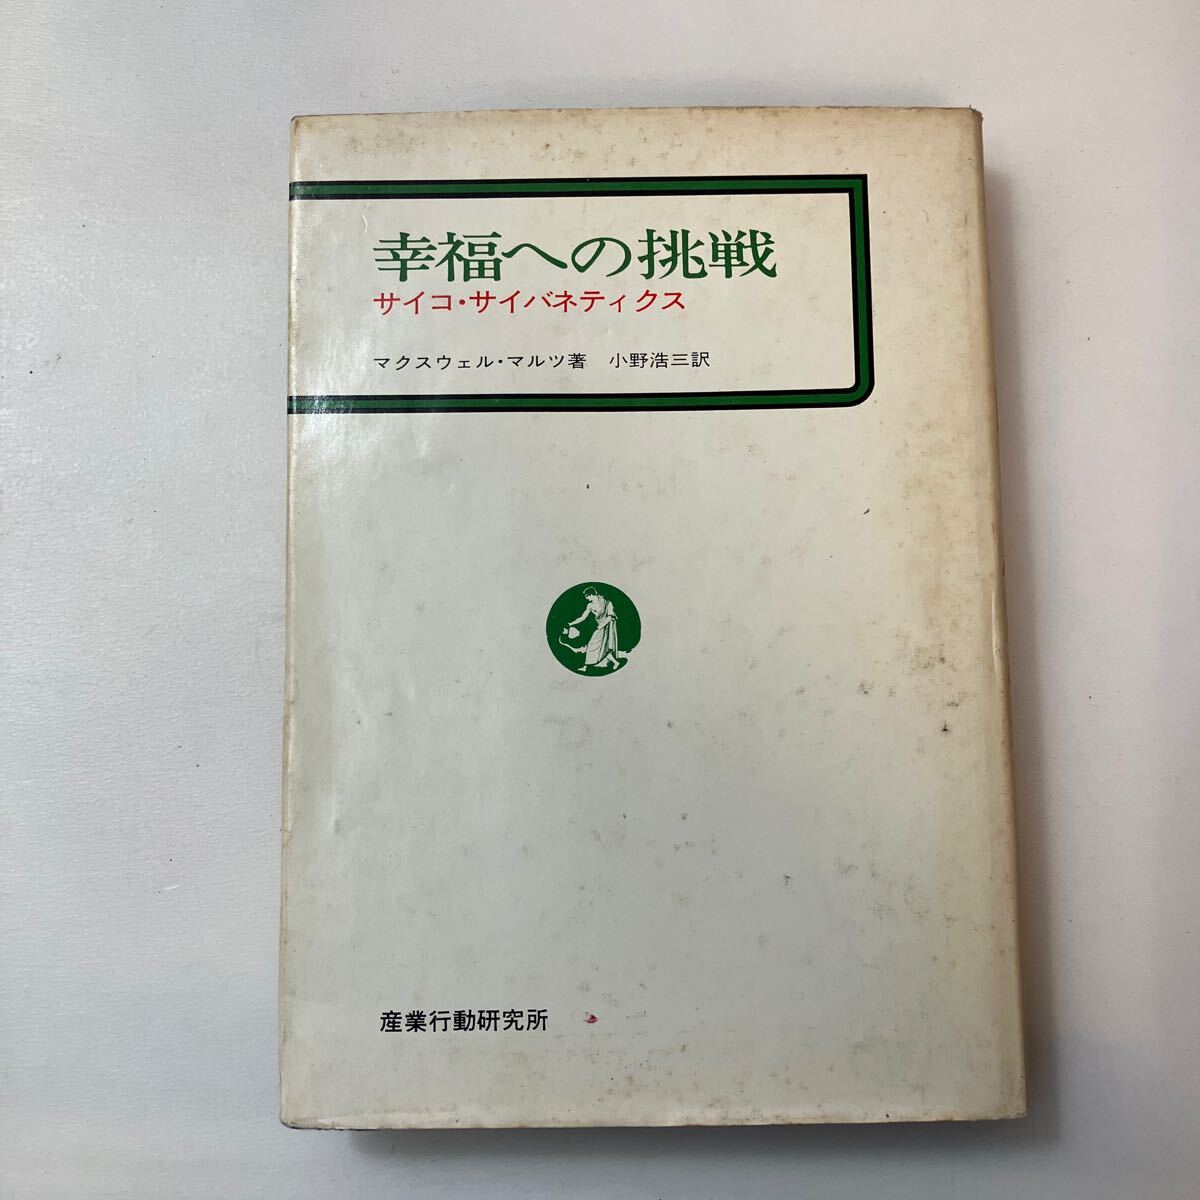 幸福への挑戦
サイコ・サイバネティクス
マクスウェル・マルツ著　小野浩三訳
産業行動研究所